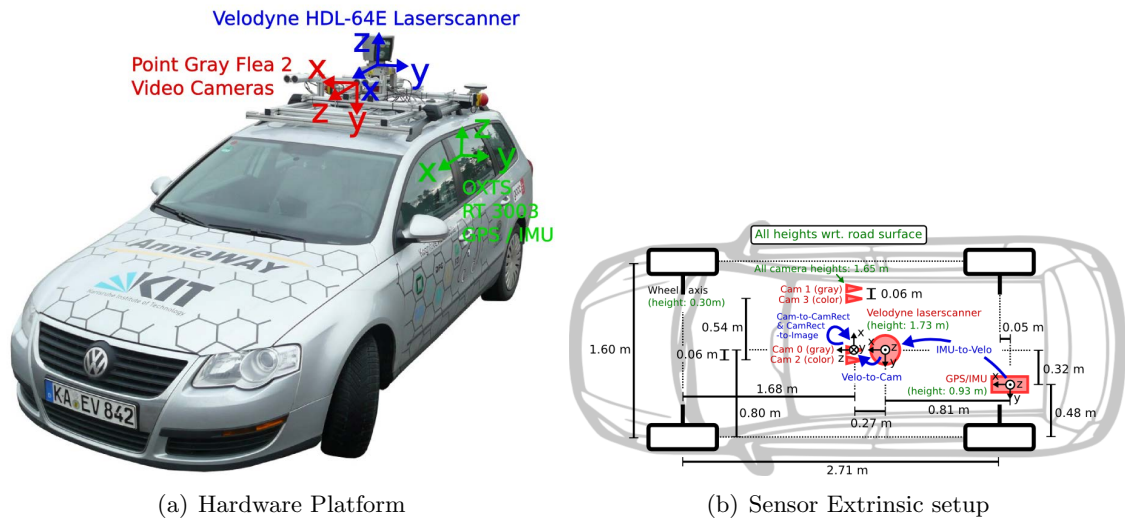 Velodyne HDL-64E Laserscanner
Point Gray Flea 2
Video Cameras
z
y
x
x
z
y
z
x
y
OXTS
RT 3003
GPS / IMU
AnnieWAY
KIT
Karlsruhe Institute of Technology
KA EV 842
(a) Hardware Platform
All heights wrt. road surface
All camera heights: 1.65 m
Wheel axis
(height: 0.30m)
Cam 1 (gray)
Cam 3 (color)
0.06 m
Cam-to-CamRect
& CamRect
-to-Image
Velodyne laserscanner
(height: 1.73 m)
0.54 m
0.05 m
1.60 m
0.06 m
Cam 0 (gray)
Cam 2 (color)
x
y
z
x
z
y
IMU-to-Velo
Velo-to-Cam
0.32 m
GPS/IMU
(height: 0.93 m)
x
z
y
1.68 m
0.80 m
0.27 m
0.81 m
0.48 m
2.71 m
(b) Sensor Extrinsic setup